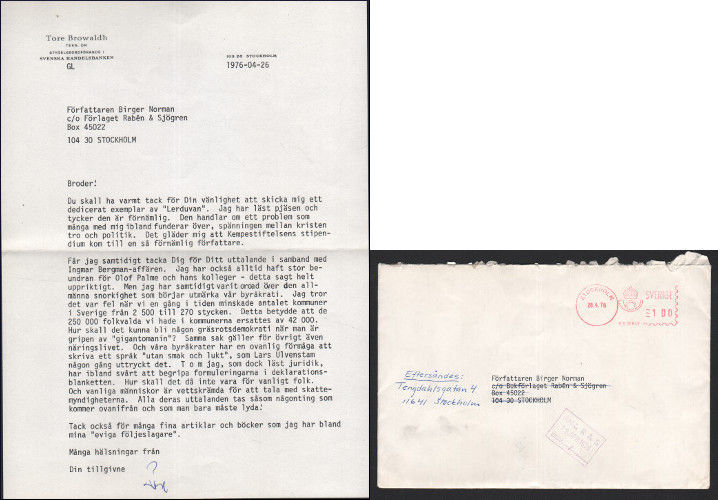 Tore Browaldh
TEKN. DR
STYRELSEORDFÖRANDE I
SVENSKA HANDELSBANKEN
GL
103 28 STOCKHOLM
1976-04-26
Författaren Birger Norman
c/o Förlaget Rabén & Sjögren
Box 45022
104 30 STOCKHOLM
Broder!
Du skall ha varmt tack för Din vänlighet att skicka mig ett
dedicerat exemplar av "Lerduvan". Jag har läst pjäsen och
tycker den är förnämlig. Den handlar om ett problem som
många med mig ibland funderar över, spänningen mellan kristen
tro och politik. Det gläder mig att Kempestiftelsens stipen-
dium kom till en så förnämlig författare.
Får jag samtidigt tacka Dig för Ditt uttalande i samband med
Ingmar Bergman-affären. Jag har också alltid haft stor be-
undran för Olof Palme och hans kolleger - detta sagt helt
uppriktigt. Men jag har samtidigt varit oroad över den all-
männa snorkighet som börjar utmärka vår byråkrati. Jag tror
det var fel när vi en gång i tiden minskade antalet kommuner
i Sverige från 2 500 till 270 stycken. Detta betydde att de
250 000 folkvalda vi hade i kommunerna ersattes av 42 000.
Hur skall det kunna bli någon gräsrotsdemokrati när man är
gripen av "gigantomanin"? Samma sak gäller för övrigt även
näringslivet. Och våra byråkrater har en ovanlig förmåga att
skriva ett språk "utan smak och lukt", som Lars Ulvenstam
någon gång uttryckt det. T o m jag, som dock läst juridik,
har ibland svårt att begripa formuleringarna i deklarations-
blanketten. Hur skall det då inte vara för vanligt folk.
Och vanliga människor är vettskrämda för att tala med skatte-
myndigheterna. Alla deras uttalanden tas såsom någonting som
kommer ovanifrån och som man bara måste lyda.
Tack också för många fina artiklar och böcker som jag har bland
mina "eviga följeslagare".
Många hälsningar från
Din tillgivne
STOCKHOLM
28.4.76
SVERIGE
100
Eftersändes:
Tengdahlsgatan 4
11641 Stockholm
Författaren Birger Norman
c/o Bokförlaget Rabén & Sjögren
Box 45022
104 30 STOCKHOLM